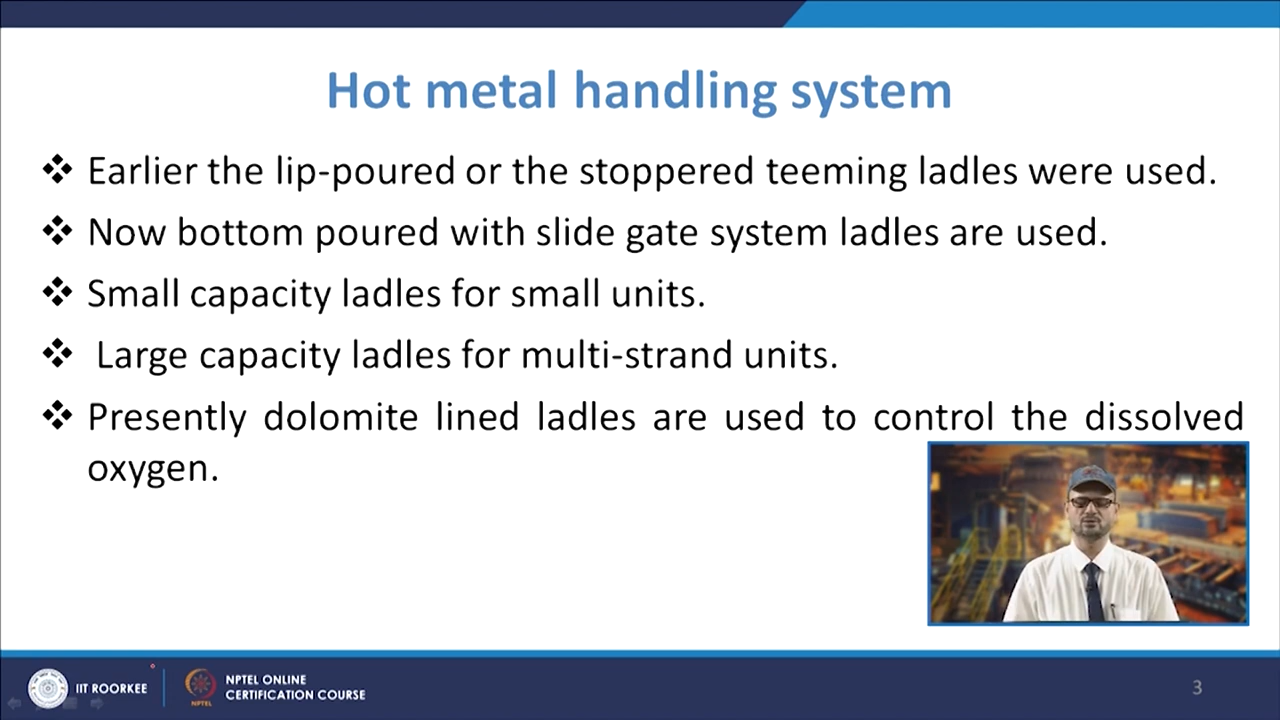 Hot metal handling system
❖ Earlier the lip-poured or the stoppered teeming ladles were used.
❖ Now bottom poured with slide gate system ladles are used.
❖ Small capacity ladles for small units.
❖ Large capacity ladles for multi-strand units.
❖ Presently dolomite lined ladles are used to control the dissolved
oxygen.
IIT ROORKEE
NPTEL
NPTEL ONLINE
CERTIFICATION COURSE
3